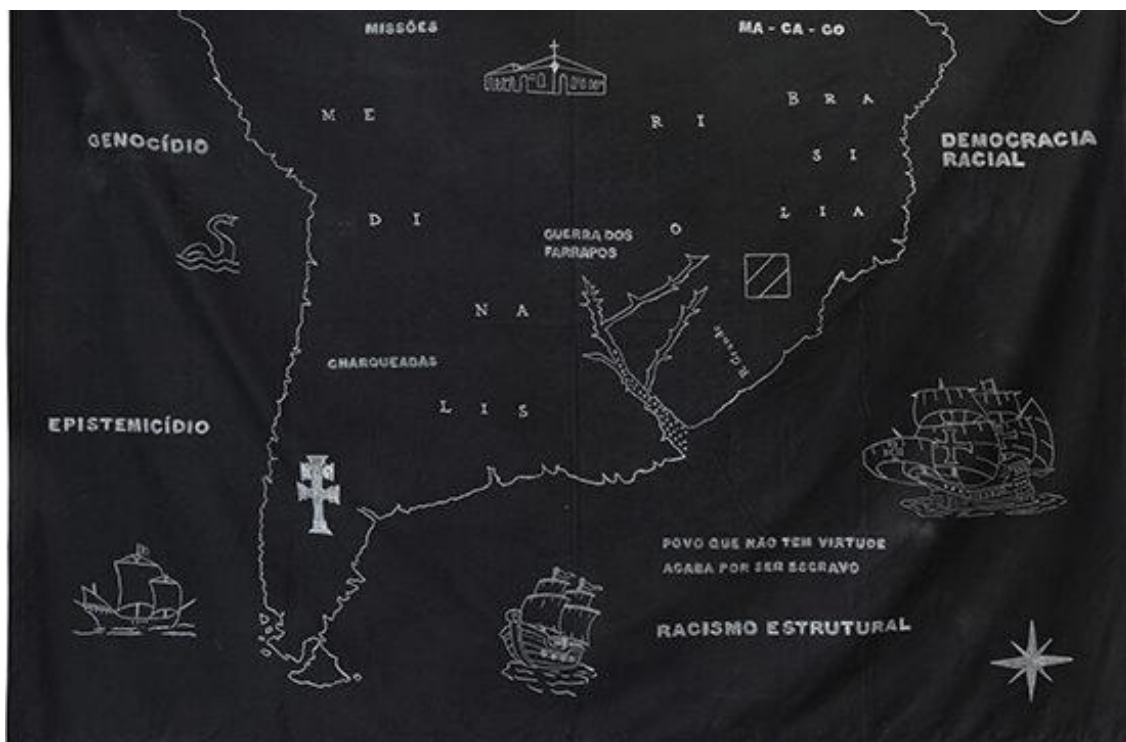 MISSÕES
MA - CA - CO
B R A
M E
R I
GENOCÍDIO
DEMOCRACIA
RACIAL
S I
L I A
D I
O
GUERRA DOS
FARRAPOS
N A
R. Grande
CHARQUEADAS
L I S
EPISTEMICÍDIO
POVO QUE NÃO TEM VIRTUDE
ACABA POR SER ESCRAVO
RACISMO ESTRUTURAL